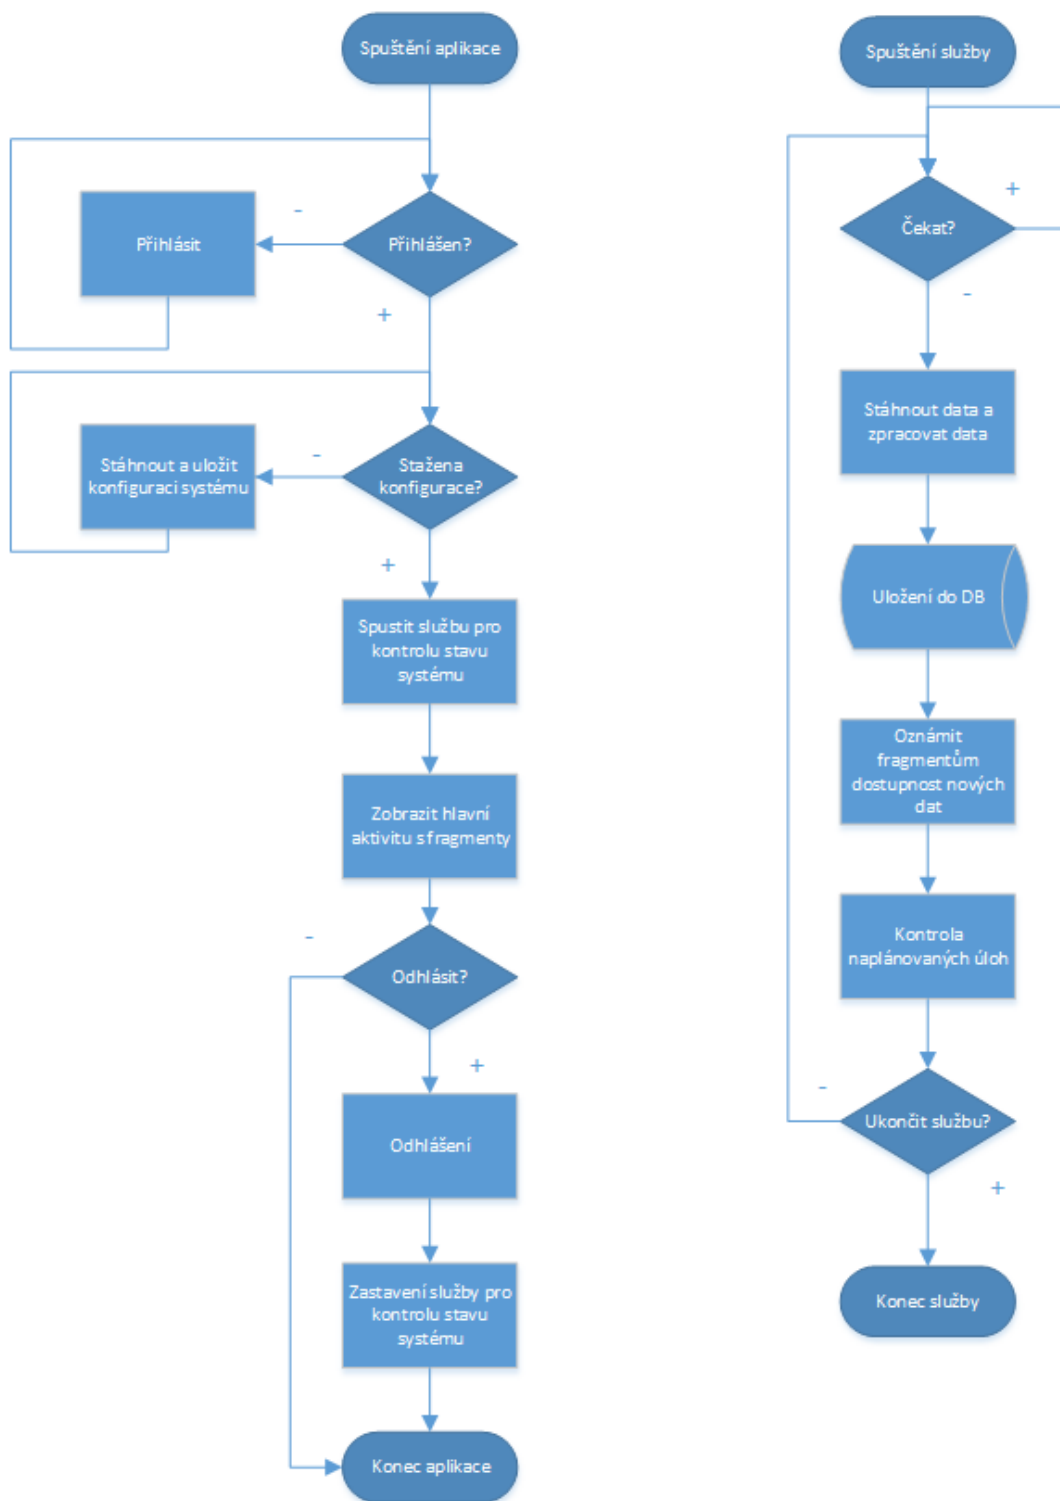 Spuštění aplikace
-
Přihlásit
Přihlášen?
+
-
Stáhnout a uložit
konfiguraci systému
Stažena
konfigurace?
+
Spustit službu pro
kontrolu stavu
systému
Zobrazit hlavní
aktivitu s fragmenty
-
Odhlásit?
+
Odhlášení
Zastavení služby pro
kontrolu stavu
systému
Konec aplikace
Spuštění služby
+
Čekat?
-
Stáhnout data a
zpracovat data
Uložení do DB
Oznámit
fragmentům
dostupnost nových
dat
Kontrola
naplánovaných úloh
-
Ukončit službu?
+
Konec služby